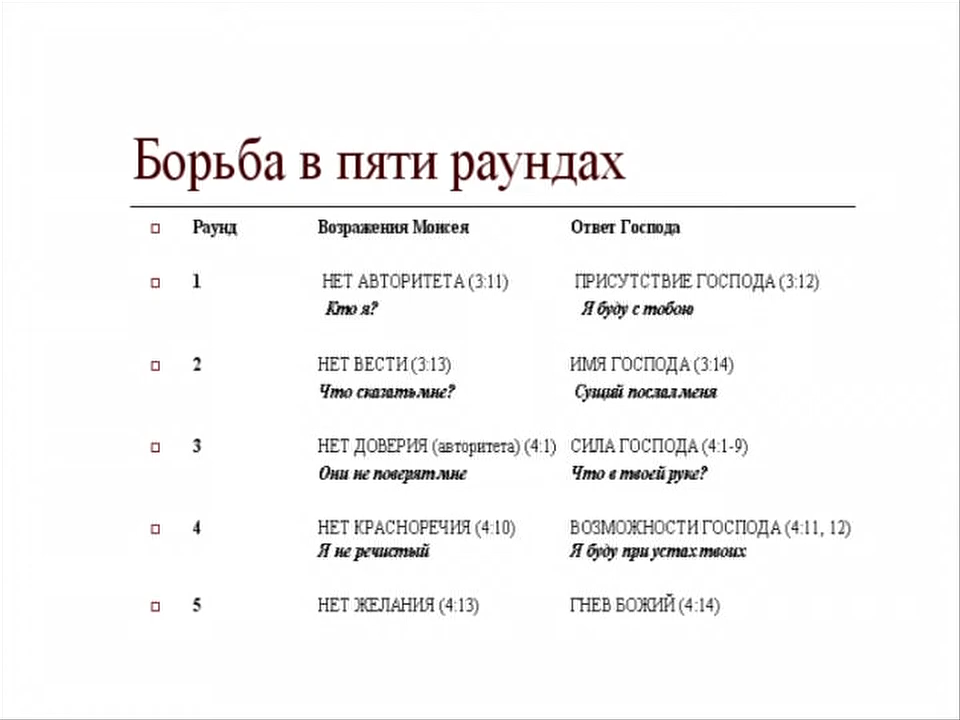 Борьба в пяти раундах
Раунд Возражения Моисея Ответ Господа
1 НЕТ АВТОРИТЕТА (3:11) ПРИСУТСТВИЕ ГОСПОДА (3:12)
Кто я? Я буду с тобою
2 НЕТ ВЕСТИ (3:13) ИМЯ ГОСПОДА (3:14)
Что сказать мне? Сущий послал меня
3 НЕТ ДОВЕРИЯ (авторитета) (4:1) СИЛА ГОСПОДА (4:1-9)
Они не поверят мне Что в твоей руке?
4 НЕТ КРАСНОРЕЧИЯ (4:10) ВОЗМОЖНОСТИ ГОСПОДА (4:11, 12)
Я не речистый Я буду при устах твоих
5 НЕТ ЖЕЛАНИЯ (4:13) ГНЕВ БОЖИЙ (4:14)